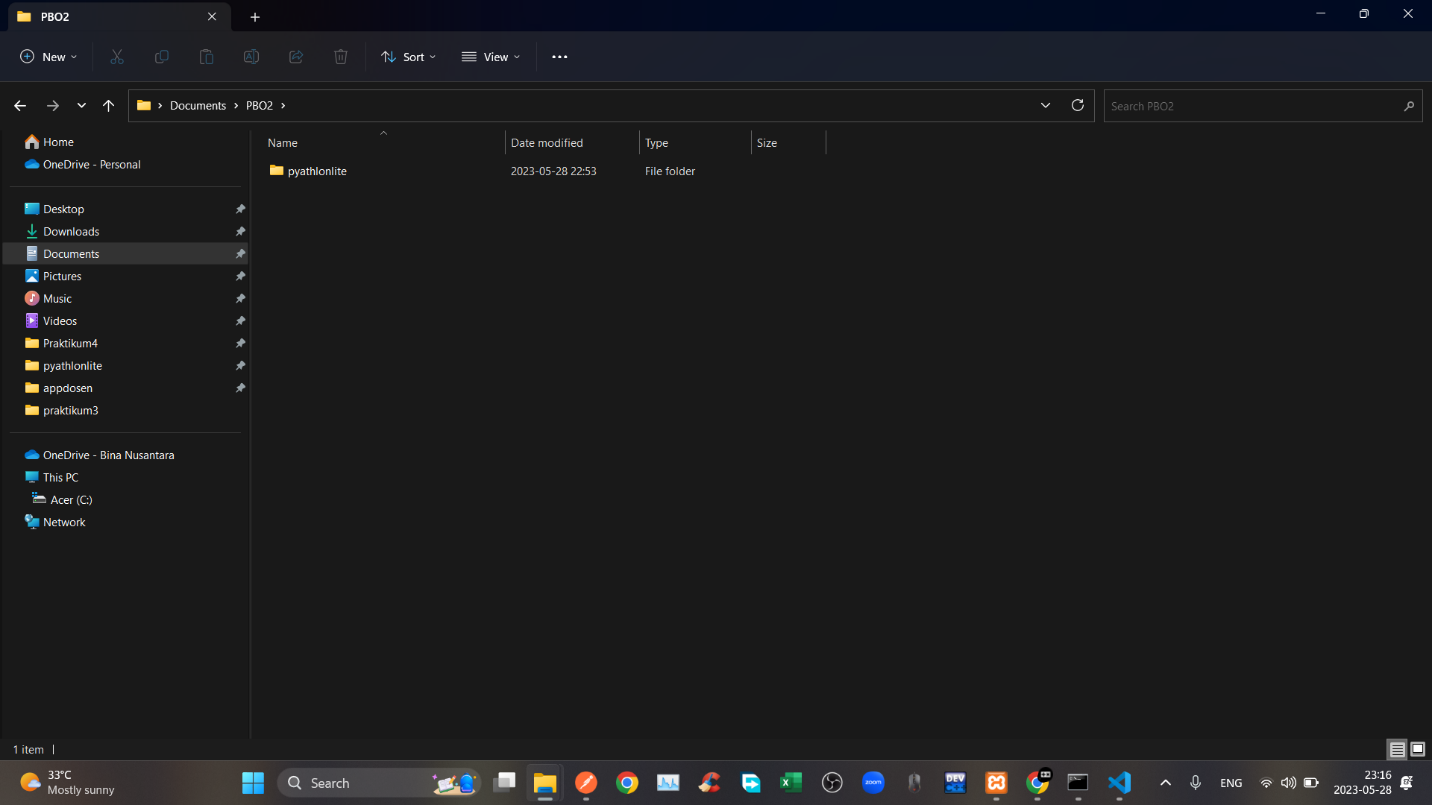 PBO2
New
Sort
View
Documents
PBO2
Search PBO2
Home
OneDrive - Personal
Desktop
Downloads
Documents
Pictures
Music
Videos
Praktikum4
pyathlonlite
appdosen
praktikum3
OneDrive - Bina Nusantara
This PC
Acer (C:)
Network
Name
Date modified
Type
Size
pyathlonlite
2023-05-28 22:53
File folder
1 item
33°C
Mostly sunny
Search
zoom
DEV
ENG
23:16
2023-05-28